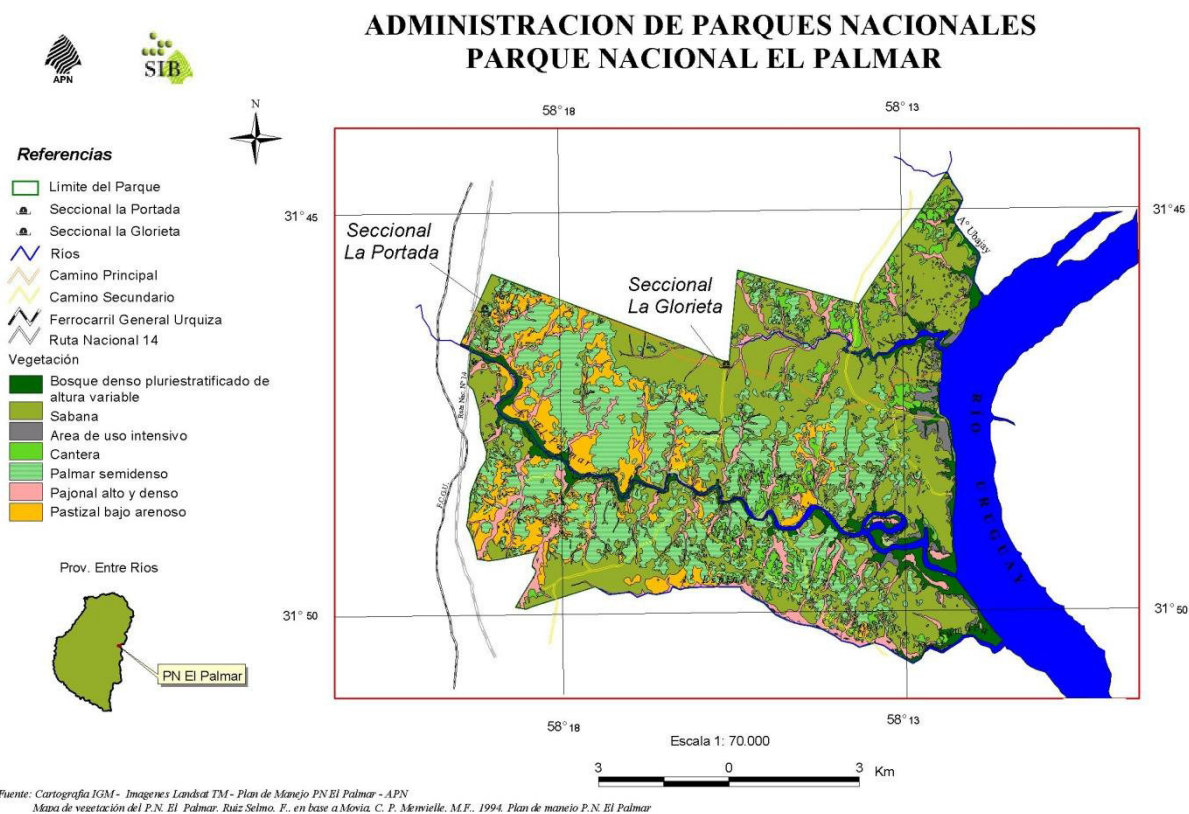 ADMINISTRACION DE PARQUES NACIONALES
PARQUE NACIONAL EL PALMAR
APN
SIB
N
Referencias
Límite del Parque
Seccional la Portada
Seccional la Glorieta
Ríos
Camino Principal
Camino Secundario
Ferrocarril General Urquiza
Ruta Nacional 14
Vegetación
Bosque denso pluriestratificado de
altura variable
Sabana
Area de uso intensivo
Cantera
Palmar semidenso
Pajonal alto y denso
Pastizal bajo arenoso
Prov. Entre Ríos
PN El Palmar
58° 18
58° 13
31° 45
31° 45
Seccional
La Portada
Seccional
La Glorieta
A° Ubajay
Ruta Nac. N° 14
F.C.G.U.
RIO URUGUAY
31° 50
31° 50
58° 18
58° 13
Escala 1: 70.000
3
0
3
Km
Fuente: Cartografía IGM - Imagenes Landsat TM - Plan de Manejo PN El Palmar - APN
Mapa de vegetación del P.N. El Palmar. Ruiz Selmo, F., en base a Movia, C. P. Menvielle, M.F., 1994. Plan de manejo P.N. El Palmar